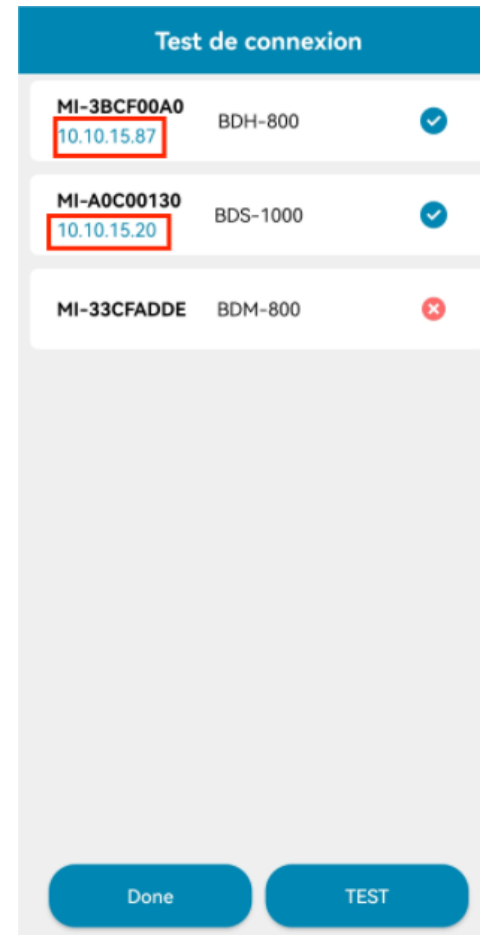 Test de connexion
MI-3BCF00A0
10.10.15.87
BDH-800
MI-A0C00130
10.10.15.20
BDS-1000
MI-33CFADDE BDM-800
Done TEST